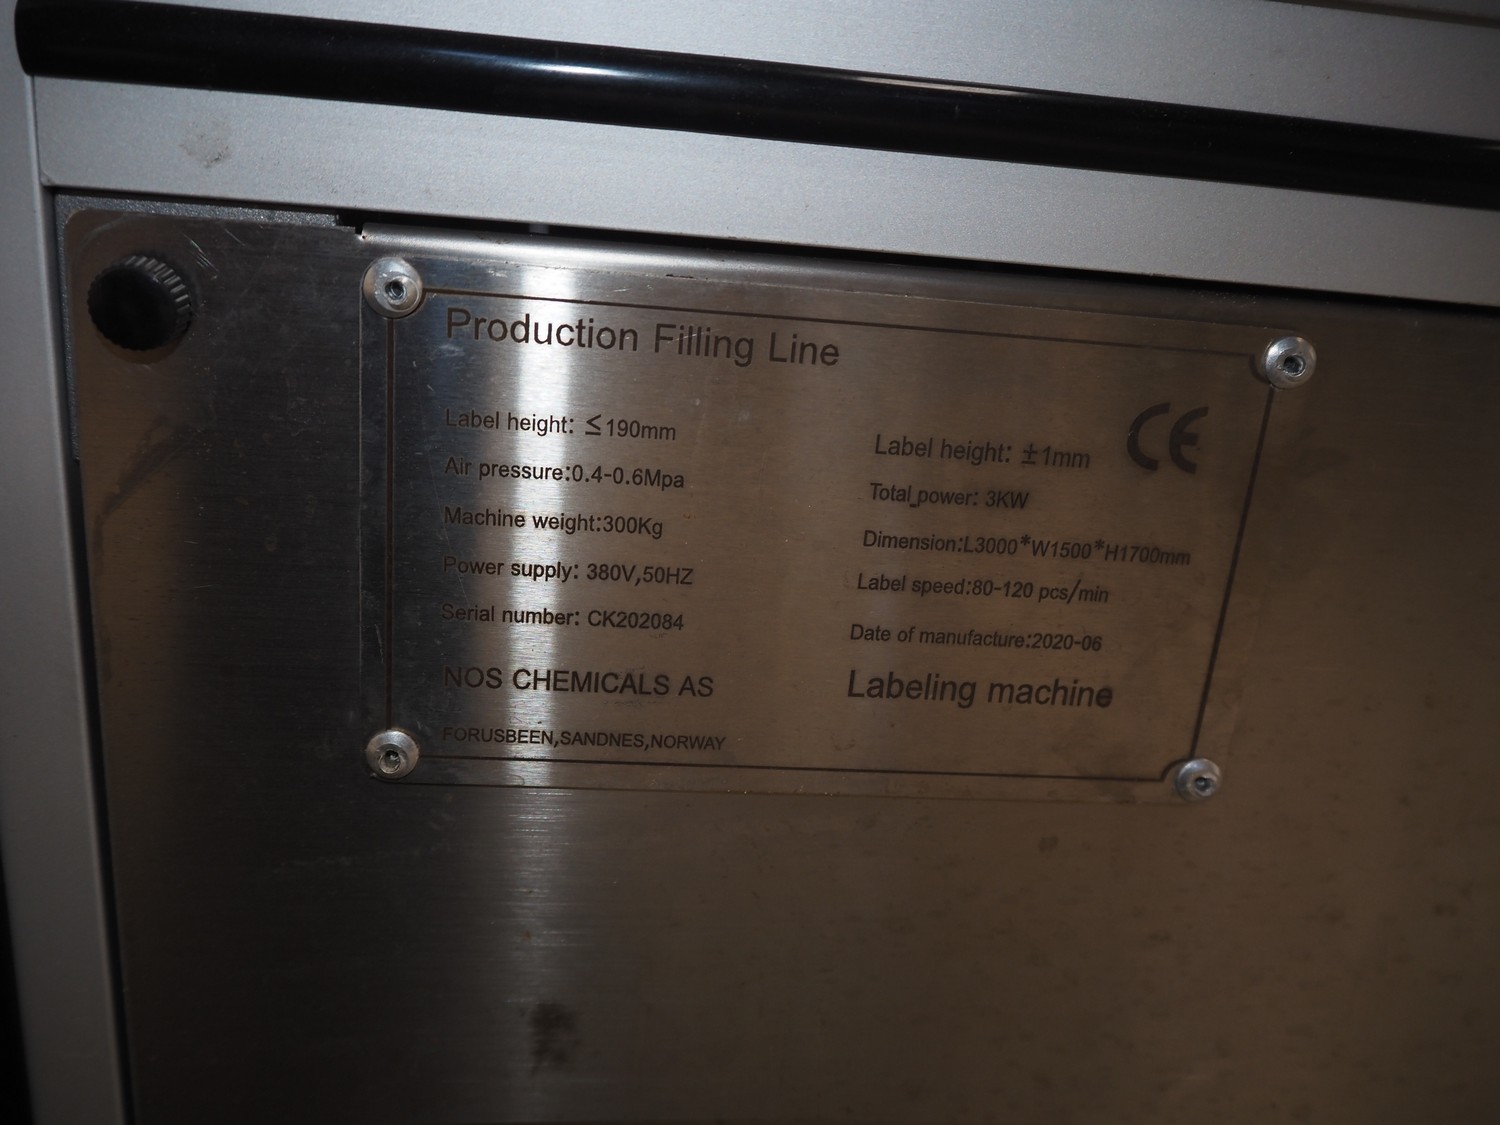 Production Filling Line
CE
Label height: ≤190mm
Label height: ±1mm
Air pressure:0.4-0.6Mpa
Total power: 3KW
Machine weight:300Kg
Dimension:L3000*W1500*H1700mm
Power supply: 380V,50HZ
Label speed:80-120 pcs/min
Serial number: CK202084
Date of manufacture:2020-06
NOS CHEMICALS AS
Labeling machine
FORUSBEEN,SANDNES,NORWAY